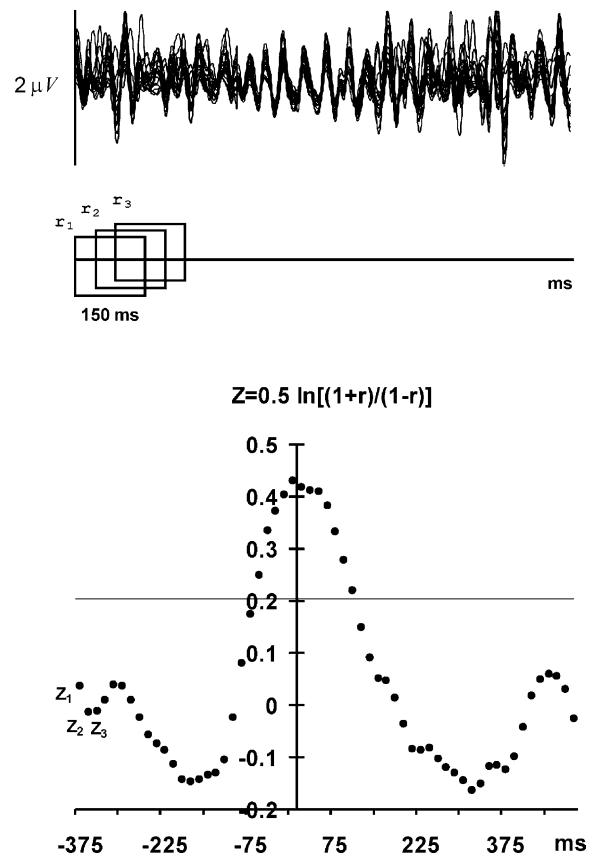 2 μV
r1 r2 r3
ms
150 ms
Z=0.5 ln[(1+r)/(1-r)]
0.5
0.4
0.3
0.2
0.1
0
-0.1
-0.2
Z1
Z2 Z3
-375 -225 -75 75 225 375 ms